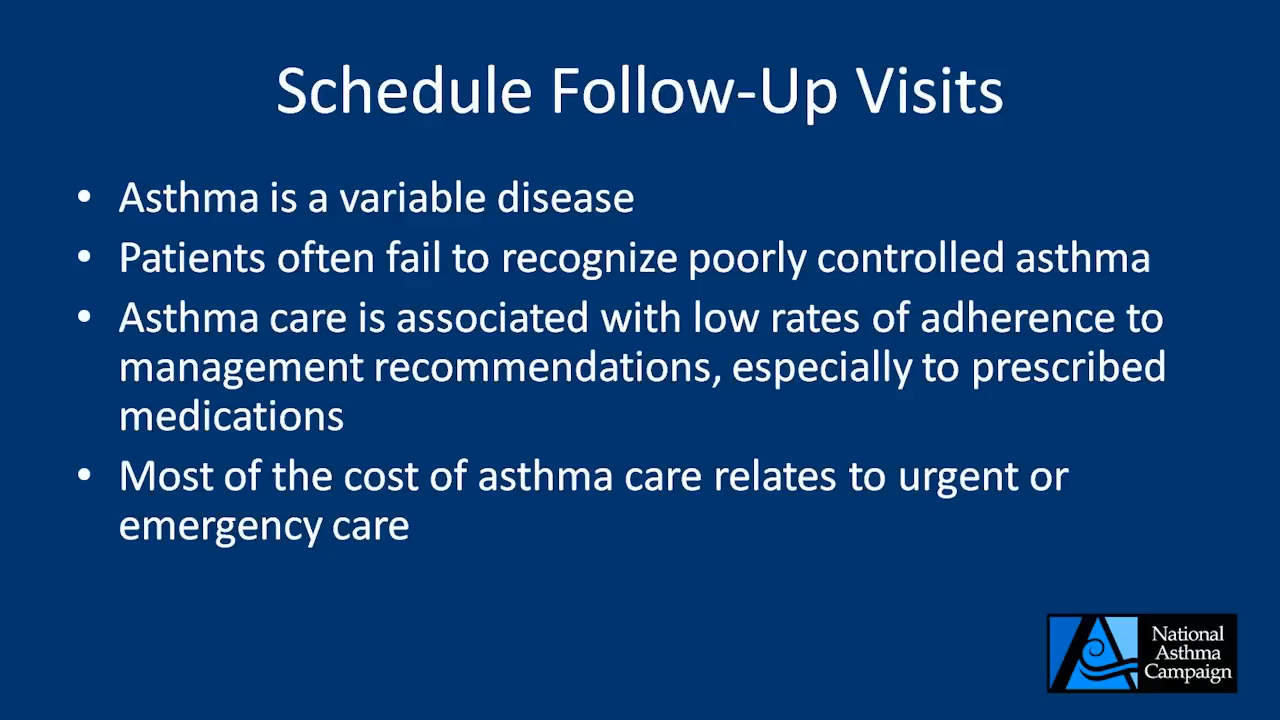 Schedule Follow-Up Visits
• Asthma is a variable disease
• Patients often fail to recognize poorly controlled asthma
• Asthma care is associated with low rates of adherence to
management recommendations, especially to prescribed
medications
• Most of the cost of asthma care relates to urgent or
emergency care
National
Asthma
Campaign